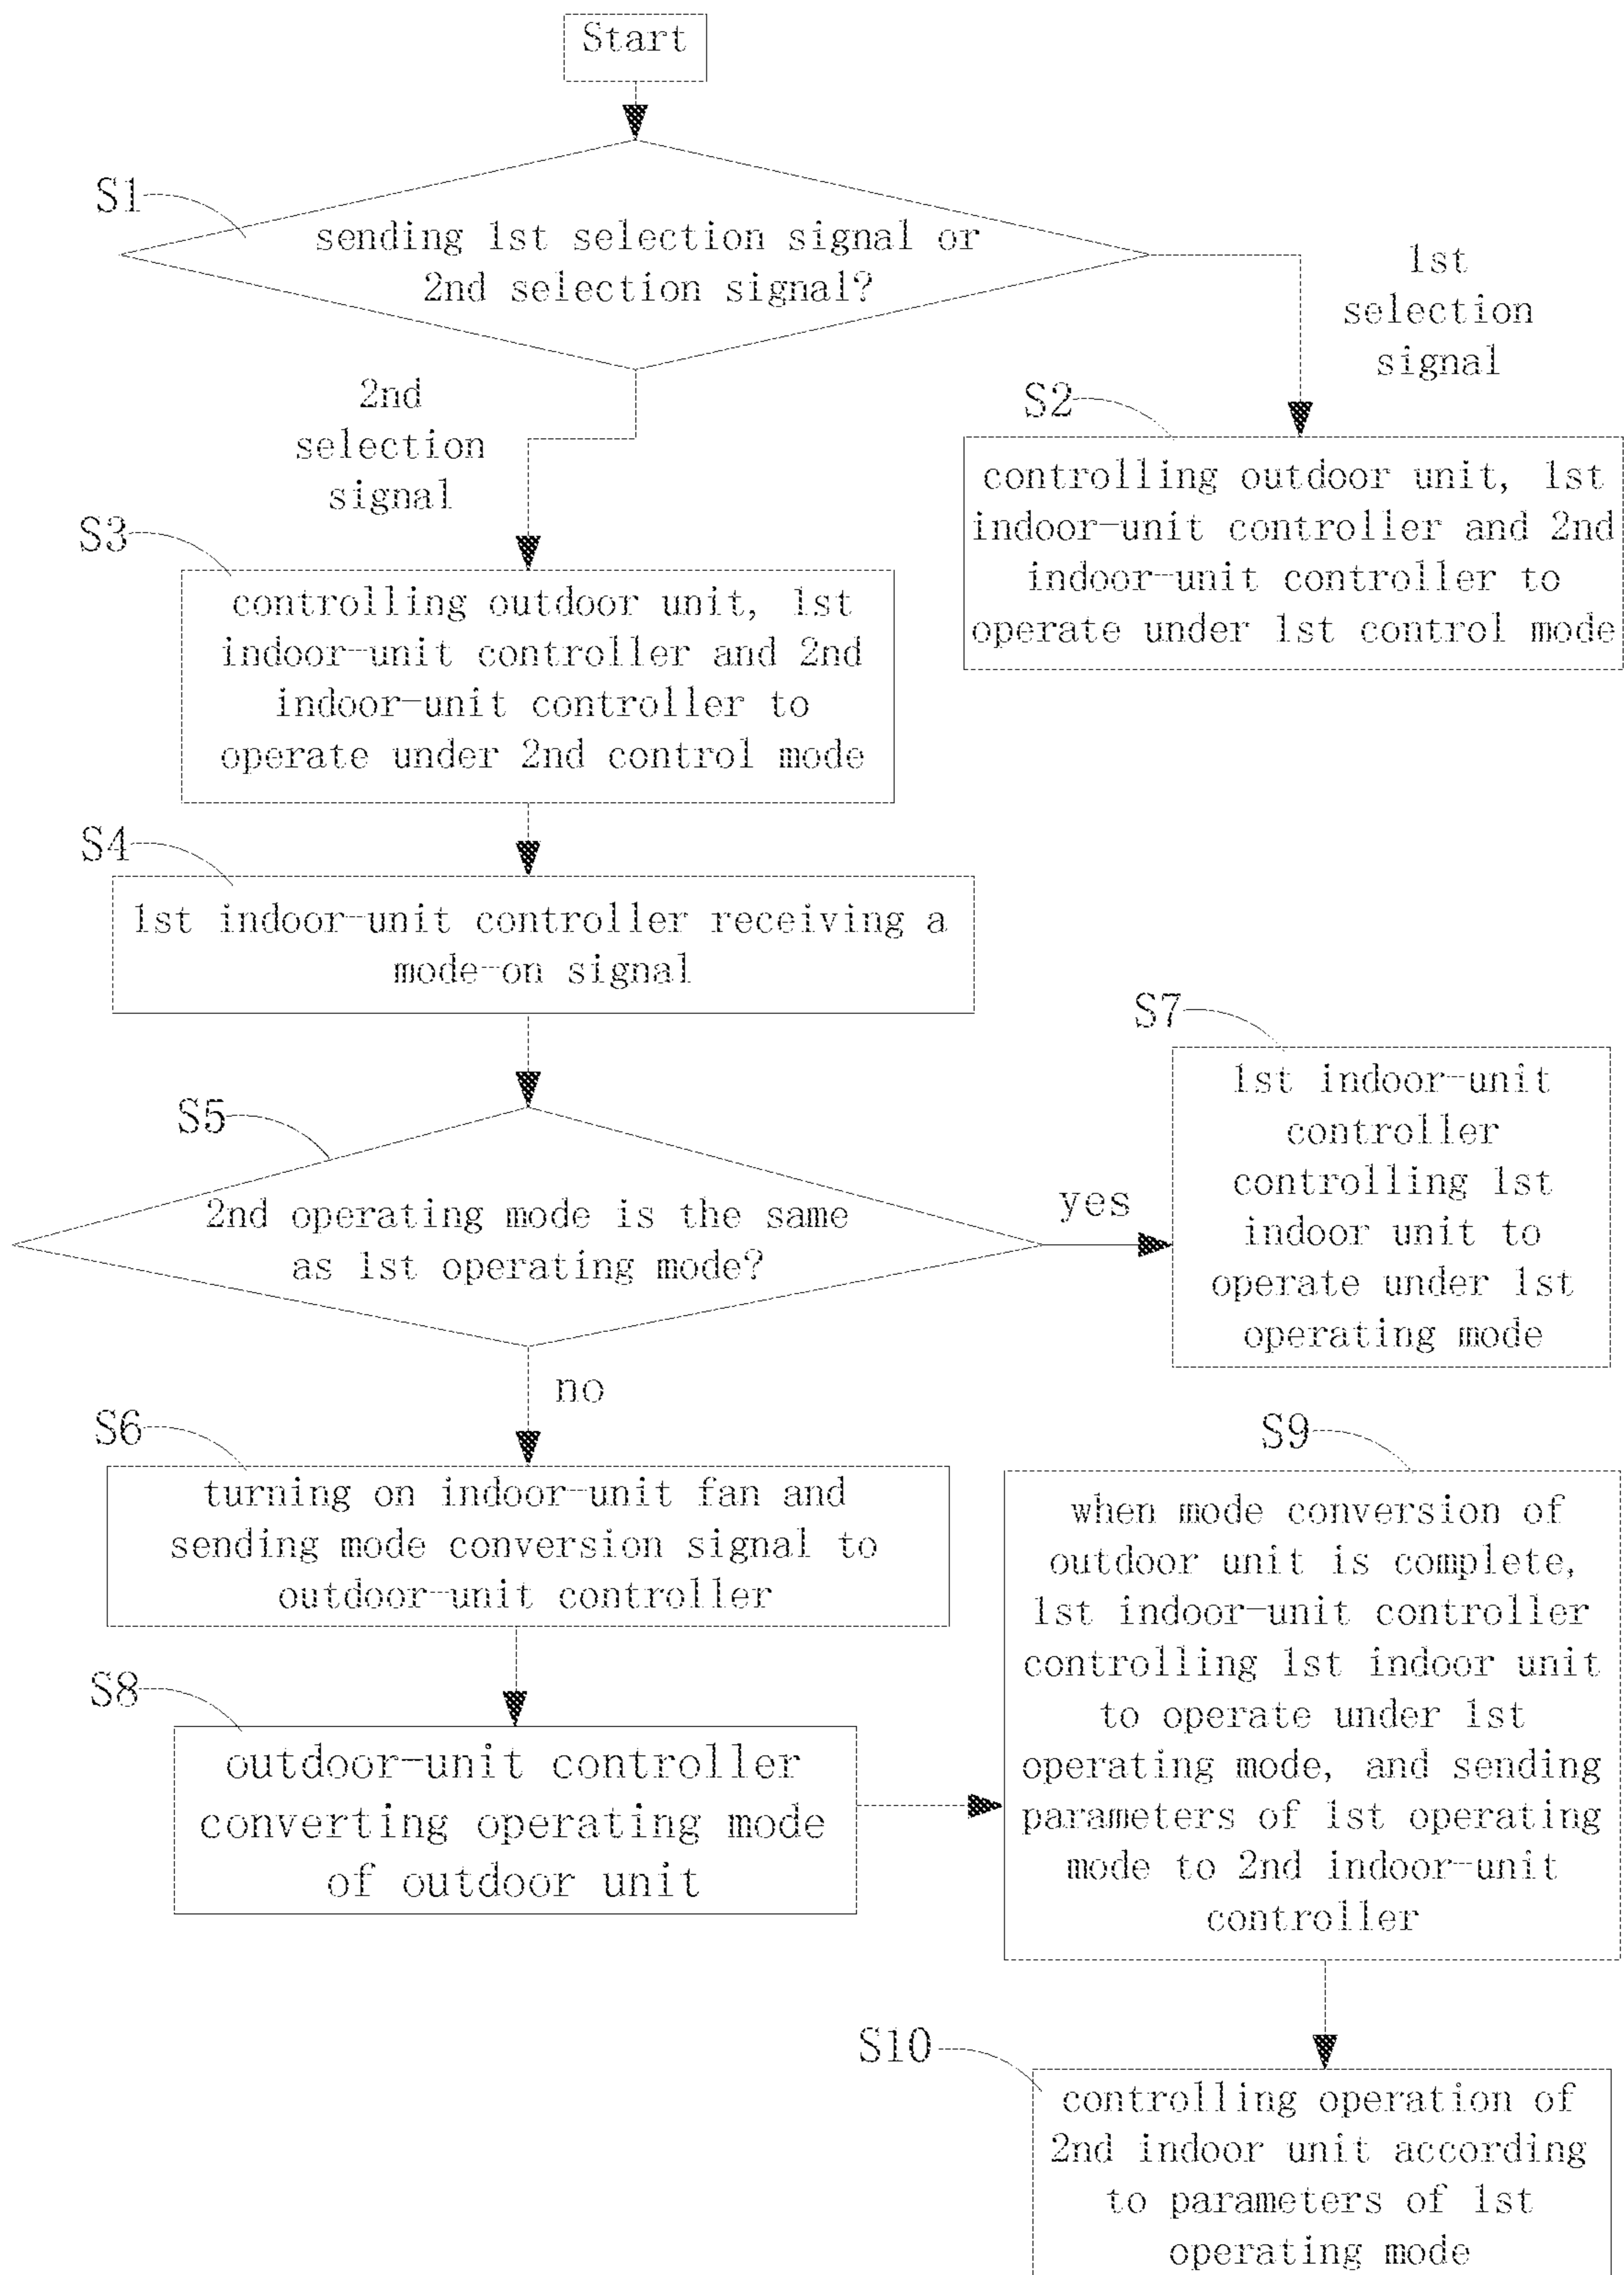 Start
S1
sending 1st selection signal or
2nd selection signal?
1st
selection
signal
2nd
selection
signal
S2
controlling outdoor unit, 1st
indoor-unit controller and 2nd
indoor-unit controller to
operate under 1st control mode
S3
controlling outdoor unit, 1st
indoor-unit controller and 2nd
indoor-unit controller to
operate under 2nd control mode
S4
1st indoor-unit controller receiving a
mode-on signal
S5
2nd operating mode is the same
as 1st operating mode?
yes
S7
1st indoor-unit
controller
controlling 1st
indoor unit to
operate under 1st
operating mode
no
S6
turning on indoor-unit fan and
sending mode conversion signal to
outdoor-unit controller
S8
outdoor-unit controller
converting operating mode
of outdoor unit
S9
when mode conversion of
outdoor unit is complete,
1st indoor-unit controller
controlling 1st indoor unit
to operate under 1st
operating mode, and sending
parameters of 1st operating
mode to 2nd indoor-unit
controller
S10
controlling operation of
2nd indoor unit according
to parameters of 1st
operating mode